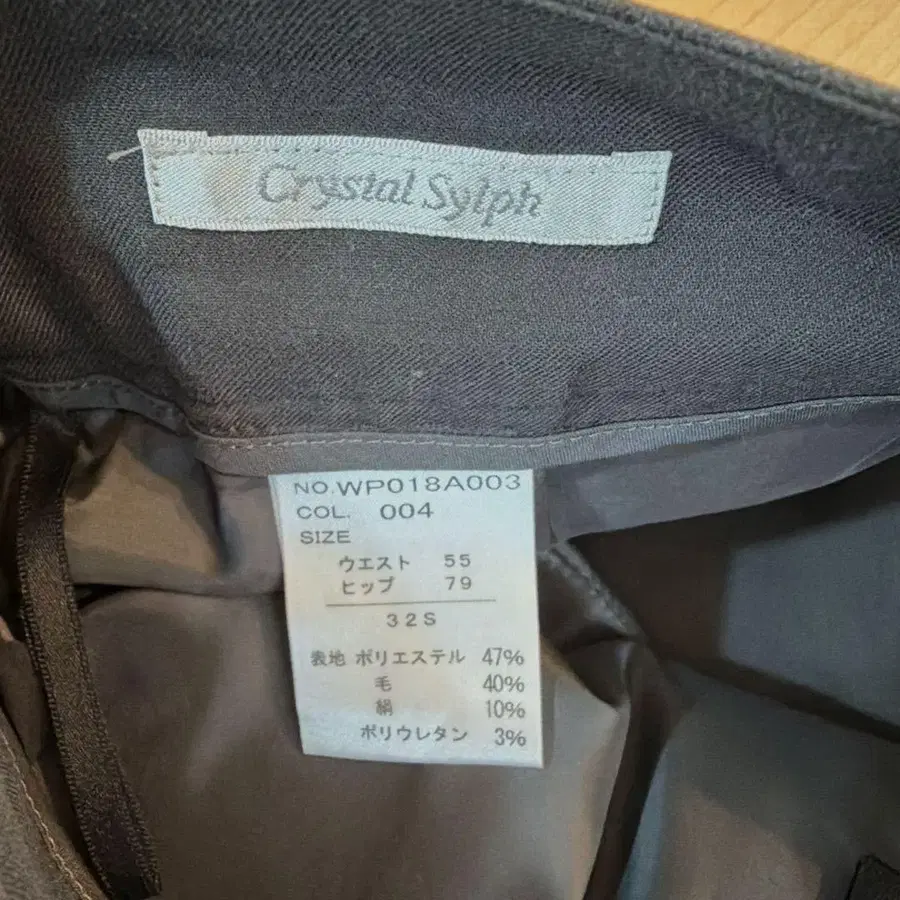 Crystal Sylph
NO.WP018A003
COL. 004
SIZE
ウエスト 55
ヒップ 79
32S
表地 ポリエステル 47%
毛 40%
絹 10%
ポリウレタン 3%